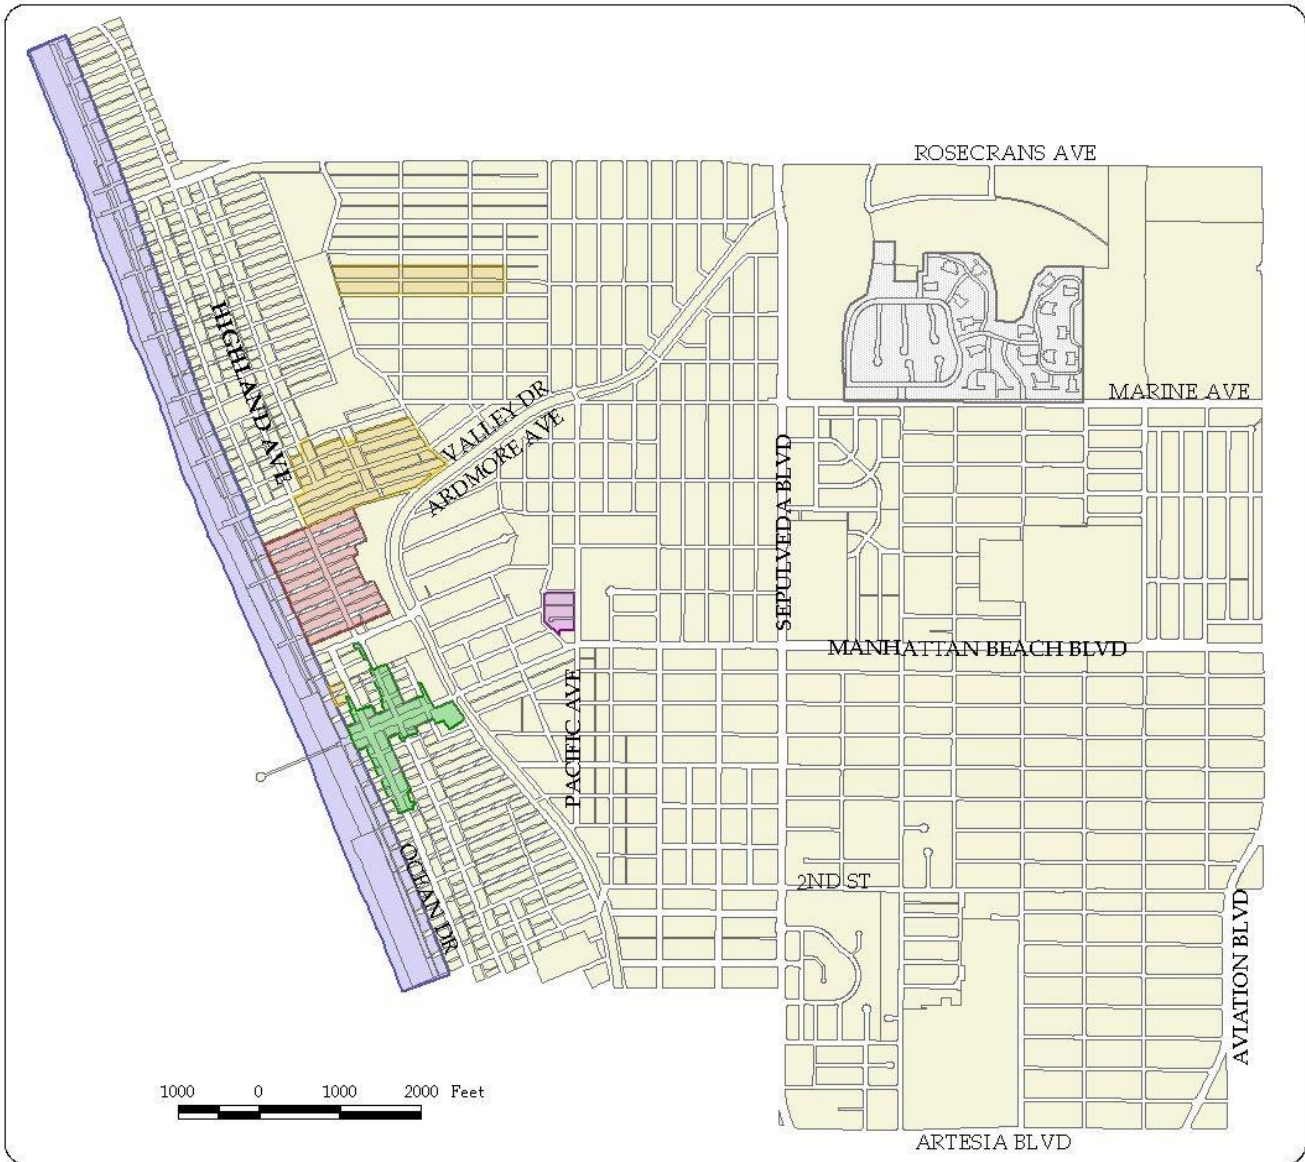 ROSECRANS AVE
HIGHLAND AVE
VALLEY DR
ARDMORE AVE
MARINE AVE
SEPULVEDA BLVD
MANHATTAN BEACH BLVD
PACIFIC AVE
OCEAN DR
2ND ST
AVIATION BLVD
1000 0 1000 2000 Feet
ARTESIA BLVD